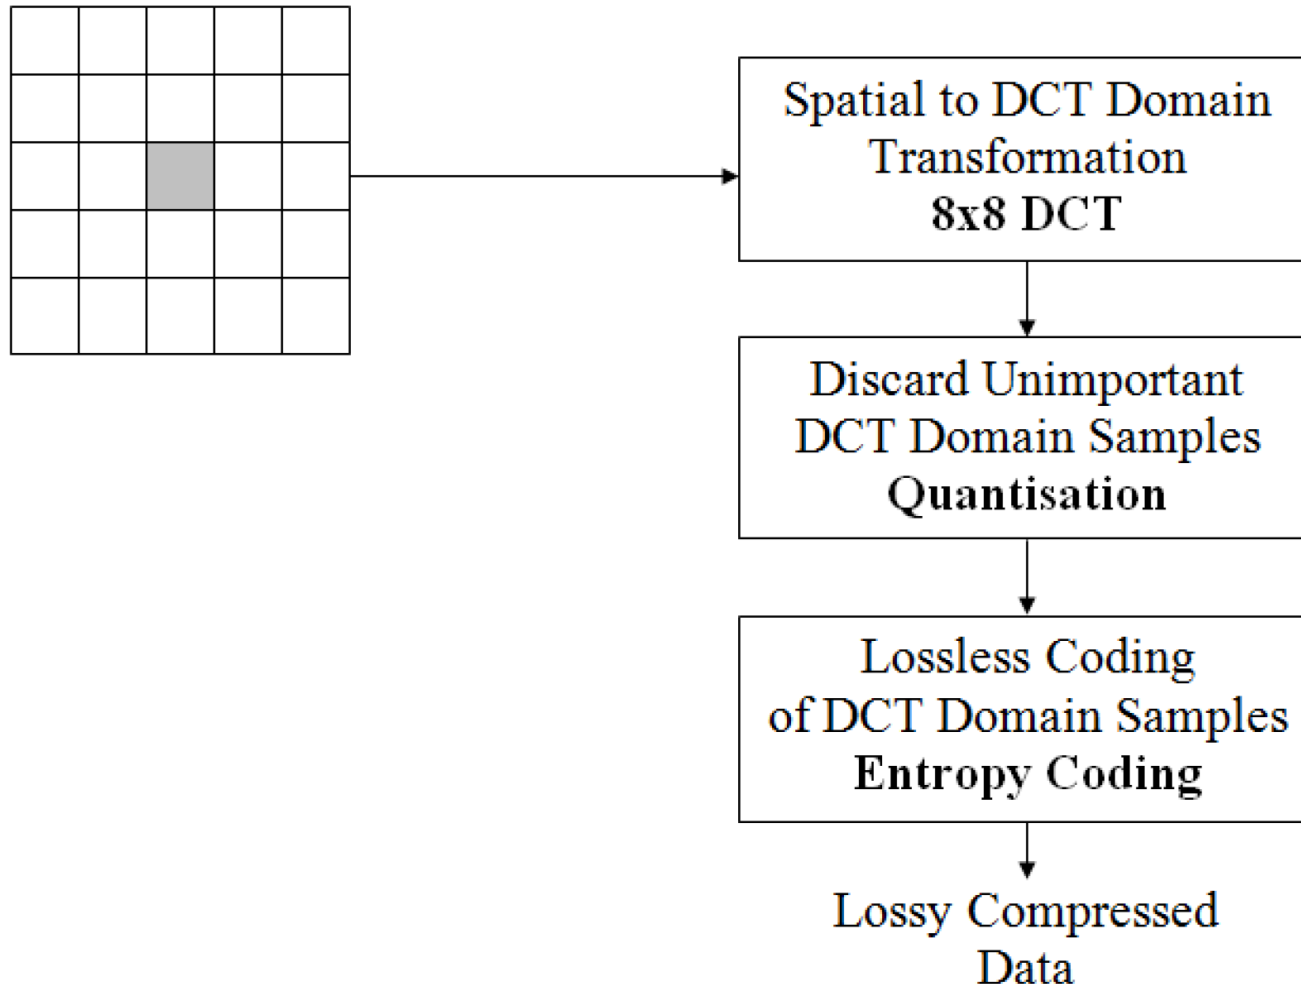 Spatial to DCT Domain
Transformation
8x8 DCT
Discard Unimportant
DCT Domain Samples
Quantisation
Lossless Coding
of DCT Domain Samples
Entropy Coding
Lossy Compressed
Data